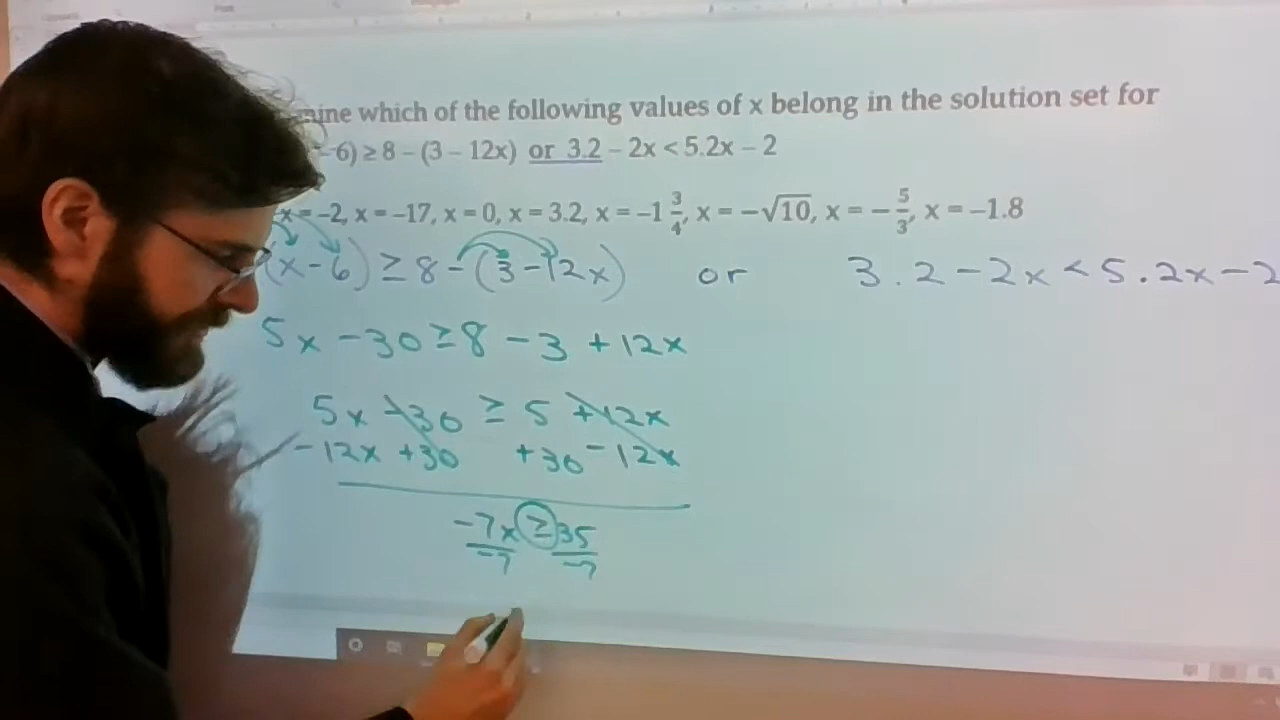 which of the following values of x belong in the solution set for
-6) ≥ 8 – (3 – 12x) or 3.2 – 2x < 5.2x – 2
x = –2, x = –17, x = 0, x = 3.2, x = –1 3/4, x = –√10, x = –5/3, x = –1.8
(x-6) ≥ 8-(3-12x) or 3.2-2x<5.2x-2
5x -30 ≥ 8 -3 +12x
5x -30 ≥ 5 +12x
-12x +30 +30 -12x
-7x ≥ 35
-7 -7